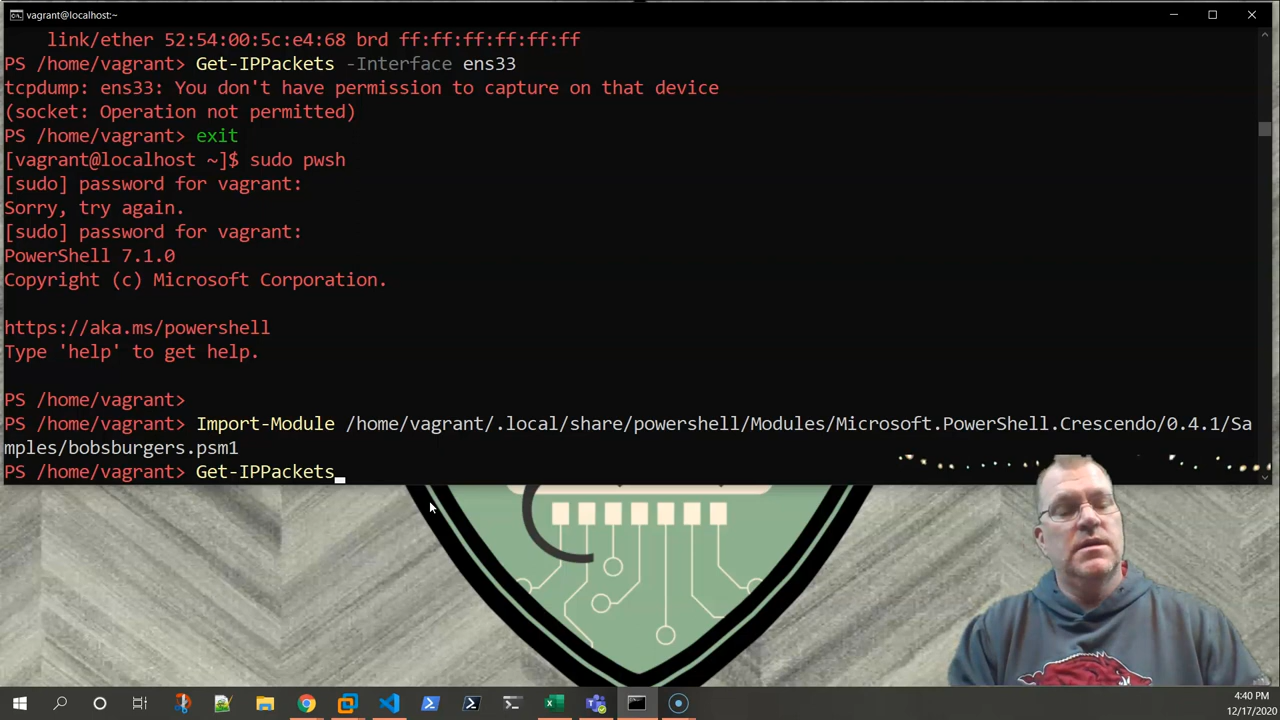 vagrant@localhost:~
link/ether 52:54:00:5c:e4:68 brd ff:ff:ff:ff:ff:ff
PS /home/vagrant> Get-IPPackets -Interface ens33
tcpdump: ens33: You don't have permission to capture on that device
(socket: Operation not permitted)
PS /home/vagrant> exit
[vagrant@localhost ~]$ sudo pwsh
[sudo] password for vagrant:
Sorry, try again.
[sudo] password for vagrant:
PowerShell 7.1.0
Copyright (c) Microsoft Corporation.
https://aka.ms/powershell
Type 'help' to get help.
PS /home/vagrant>
PS /home/vagrant> Import-Module /home/vagrant/.local/share/powershell/Modules/Microsoft.PowerShell.Crescendo/0.4.1/Sa
mples/bobsburgers.psm1
PS /home/vagrant> Get-IPPackets
4:40 PM
12/17/2020